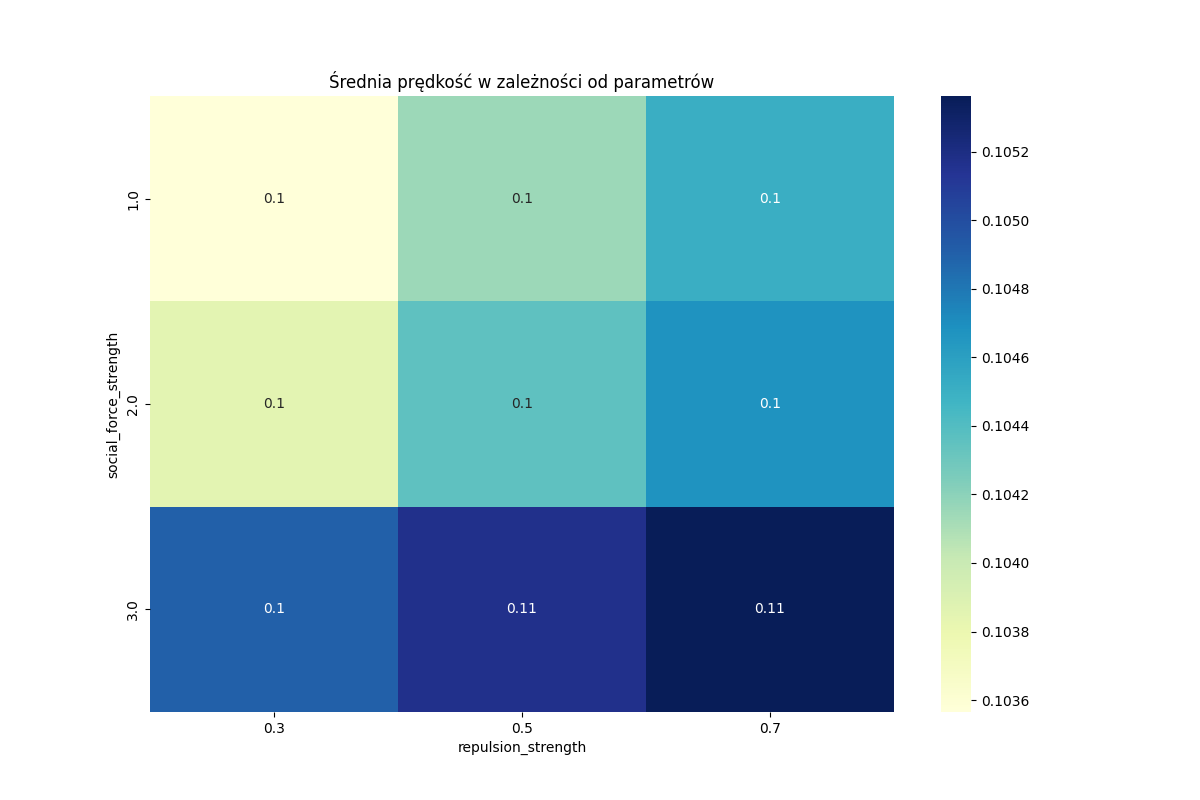 Średnia prędkość w zależności od parametrów
social_force_strength
1.0
0.1 0.1 0.1
2.0
0.1 0.1 0.1
3.0
0.1 0.11 0.11
0.3 0.5 0.7
repulsion_strength
0.1052
0.1050
0.1048
0.1046
0.1044
0.1042
0.1040
0.1038
0.1036